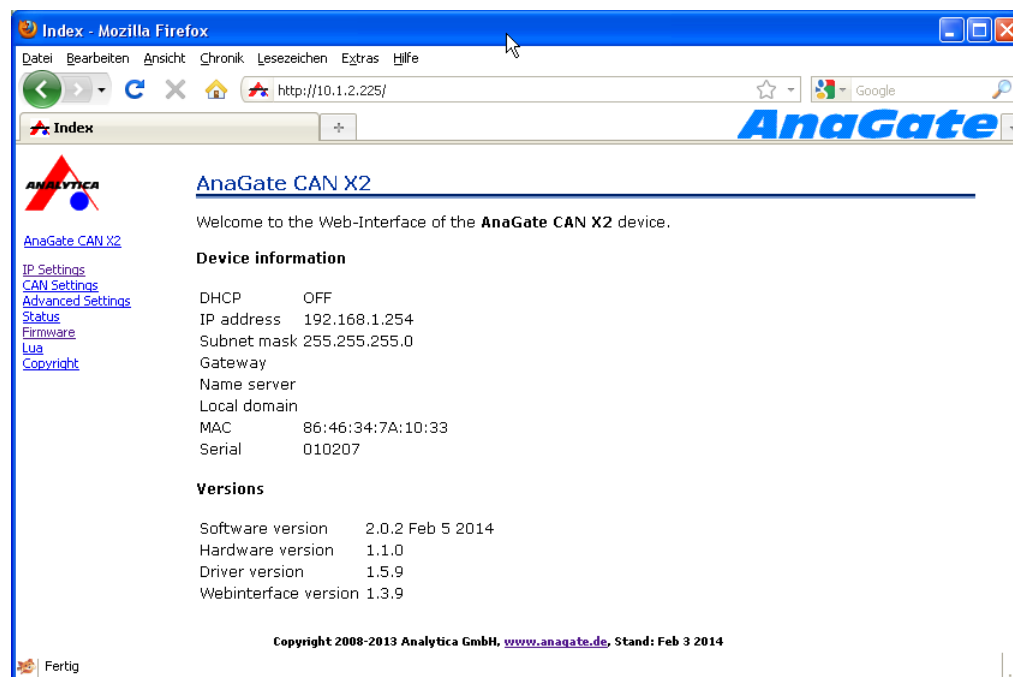 Index - Mozilla Firefox
Datei Bearbeiten Ansicht Chronik Lesezeichen Extras Hilfe
http://10.1.2.225/ Google
Index
AnaGate
ANALYTICA
AnaGate CAN X2
IP Settings
CAN Settings
Advanced Settings
Status
Firmware
Lua
Copyright
AnaGate CAN X2
Welcome to the Web-Interface of the AnaGate CAN X2 device.
Device information
DHCP OFF
IP address 192.168.1.254
Subnet mask 255.255.255.0
Gateway
Name server
Local domain
MAC 86:46:34:7A:10:33
Serial 010207
Versions
Software version 2.0.2 Feb 5 2014
Hardware version 1.1.0
Driver version 1.5.9
Webinterface version 1.3.9
Copyright 2008-2013 Analytica GmbH, www.anagate.de, Stand: Feb 3 2014
Fertig